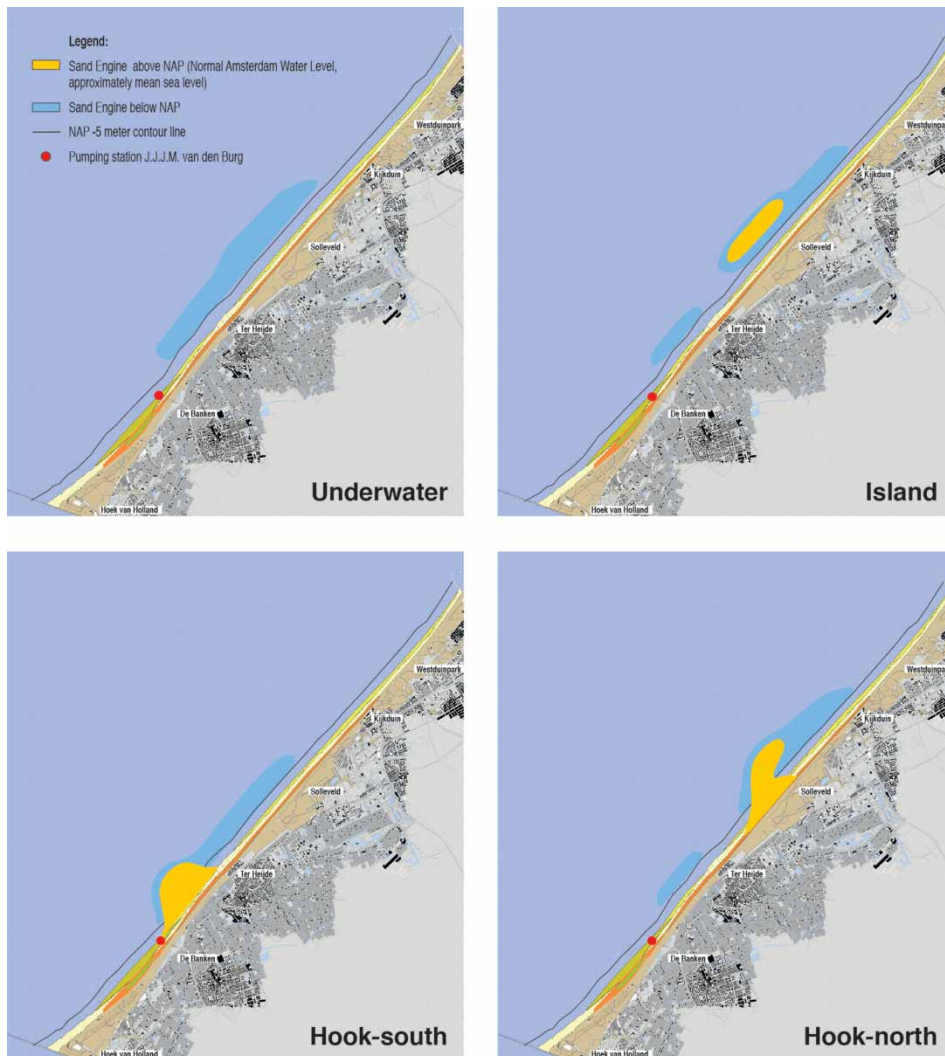 Legend:
Sand Engine above NAP (Normal Amsterdam Water Level,
approximately mean sea level)
Sand Engine below NAP
NAP -5 meter contour line
Pumping station J.J.J.M. van den Burg
Westduinpark
Kijkduin
Solleveld
Ter Heijde
De Banken
Hoek van Holland
Underwater
Westduinpark
Kijkduin
Solleveld
Ter Heijde
De Banken
Hoek van Holland
Island
Westduinpark
Kijkduin
Solleveld
Ter Heijde
De Banken
Hoek van Holland
Hook-south
Westduinpark
Kijkduin
Solleveld
Ter Heijde
De Banken
Hoek van Holland
Hook-north